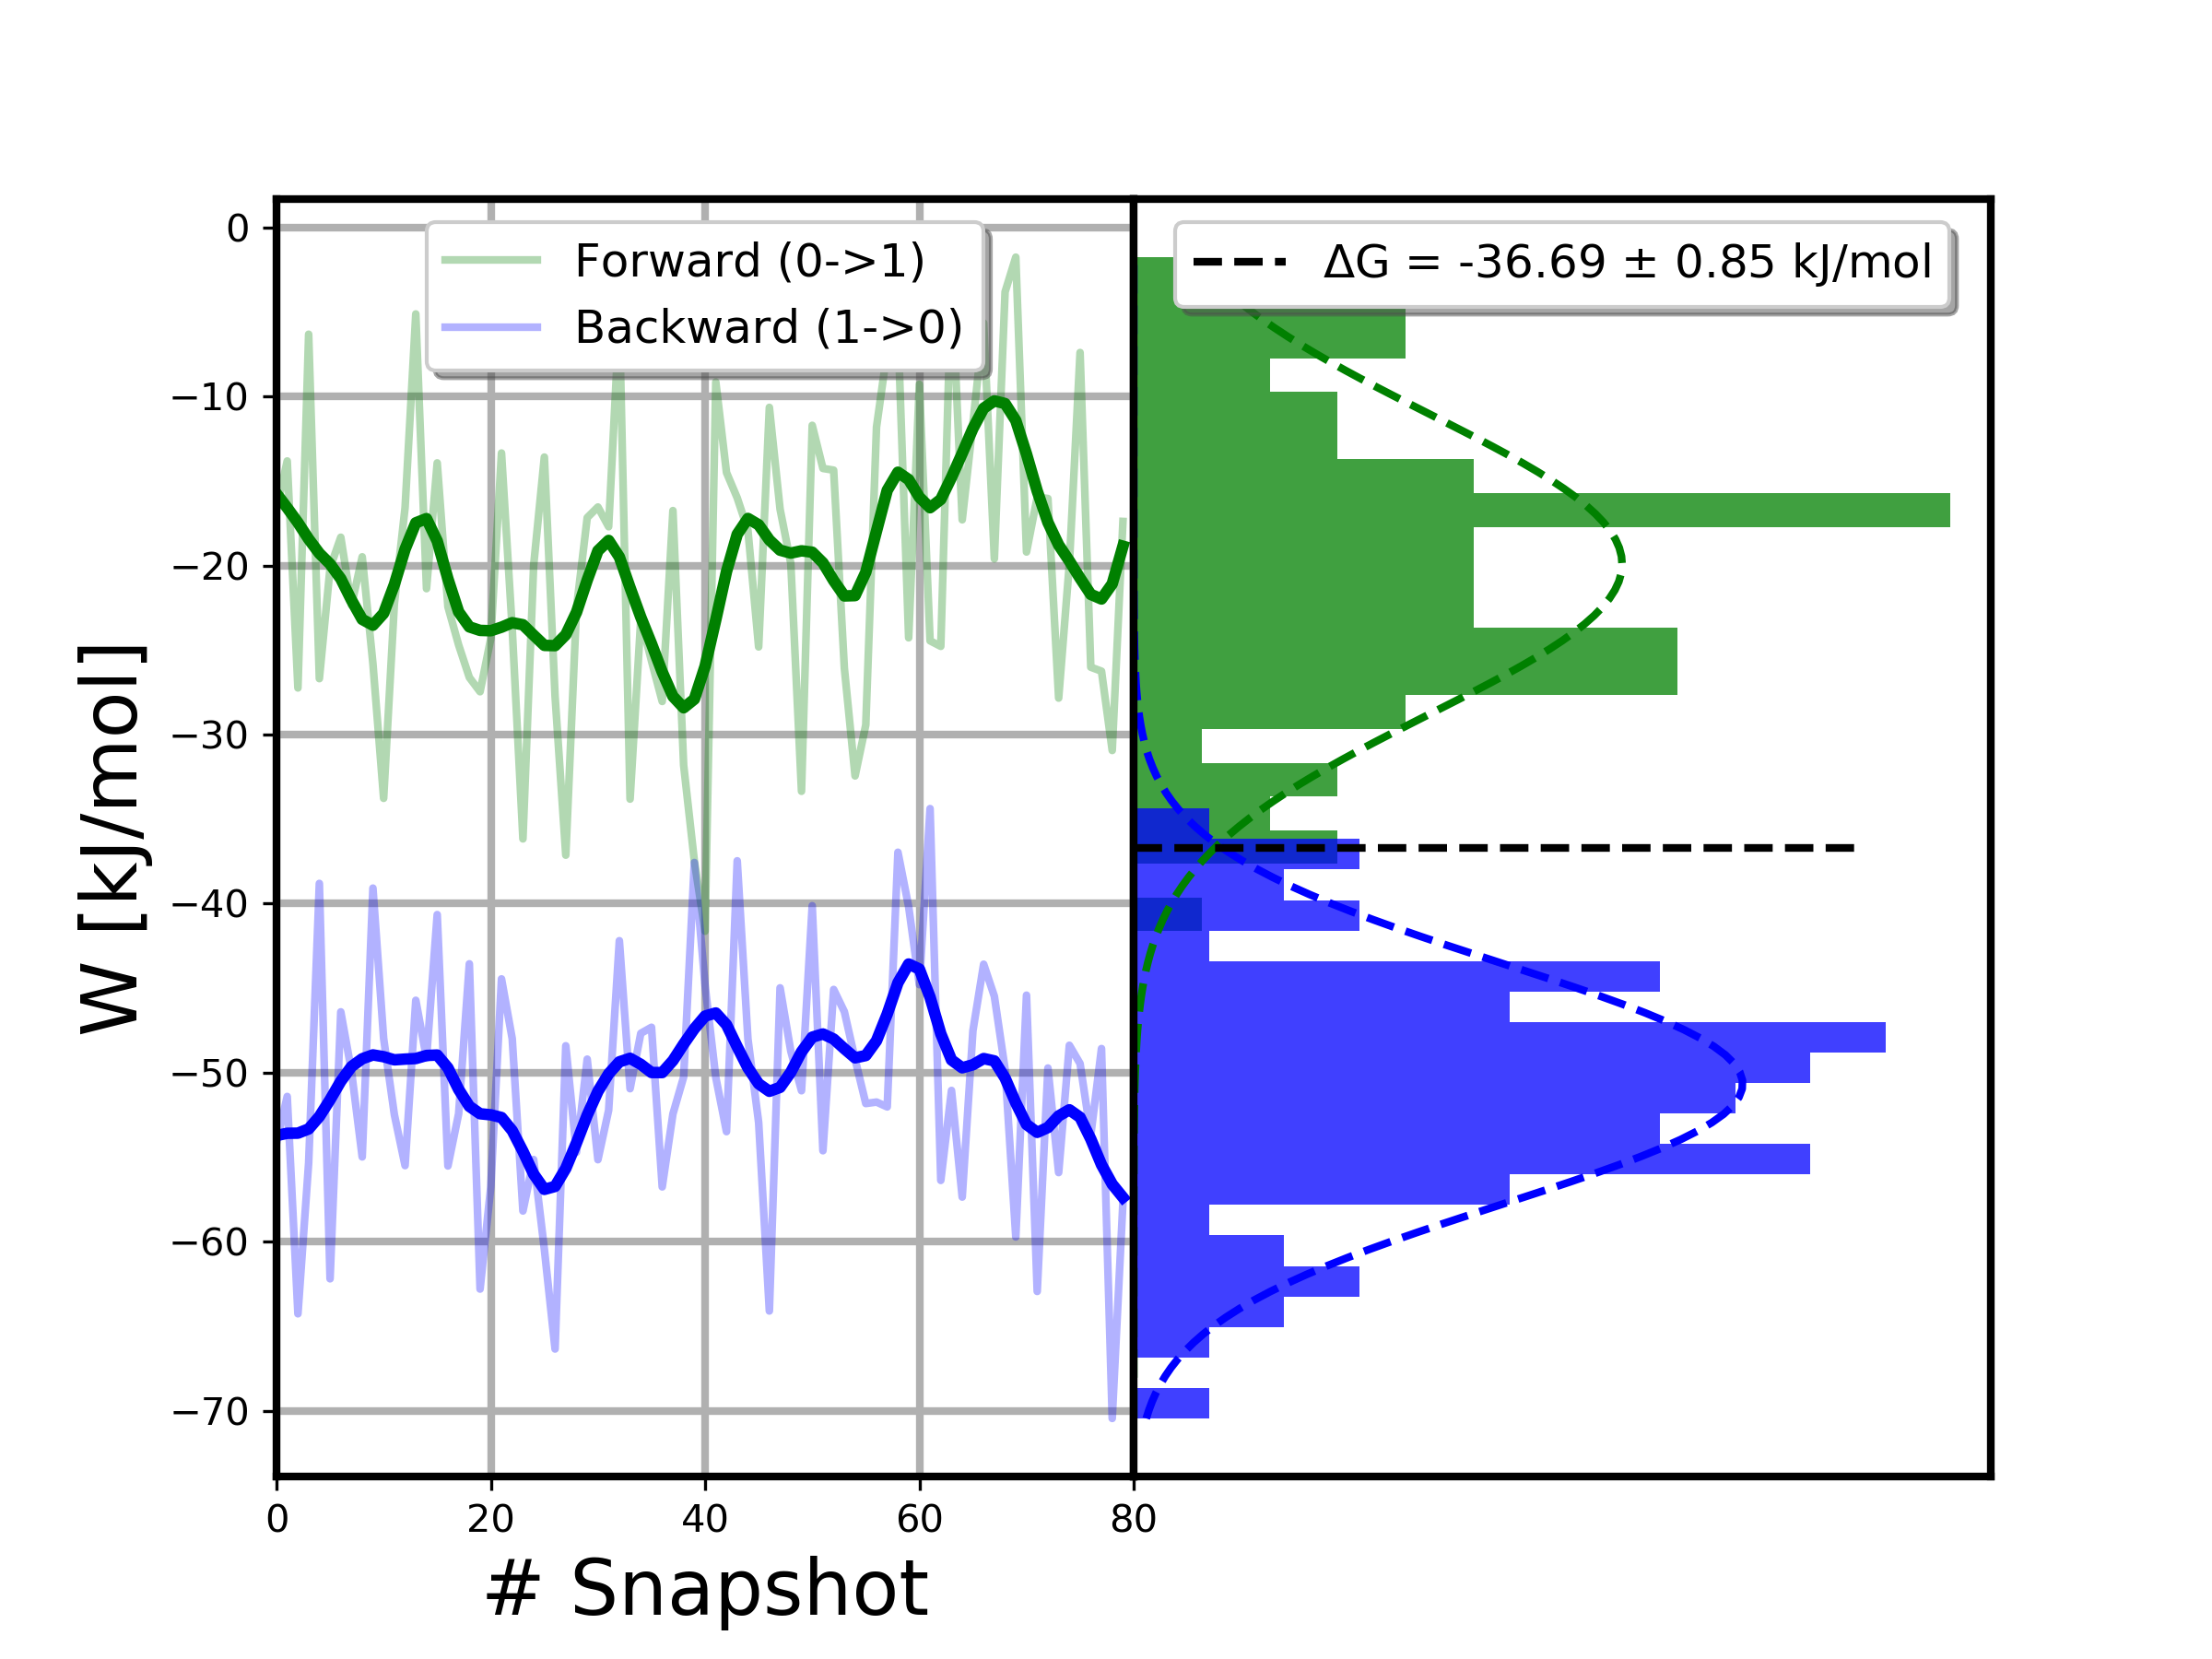 Forward (0->1)
Backward (1->0)
ΔG = -36.69 ± 0.85 kJ/mol
W [kJ/mol]
0
−10
−20
−30
−40
−50
−60
−70
0 20 40 60 80
# Snapshot